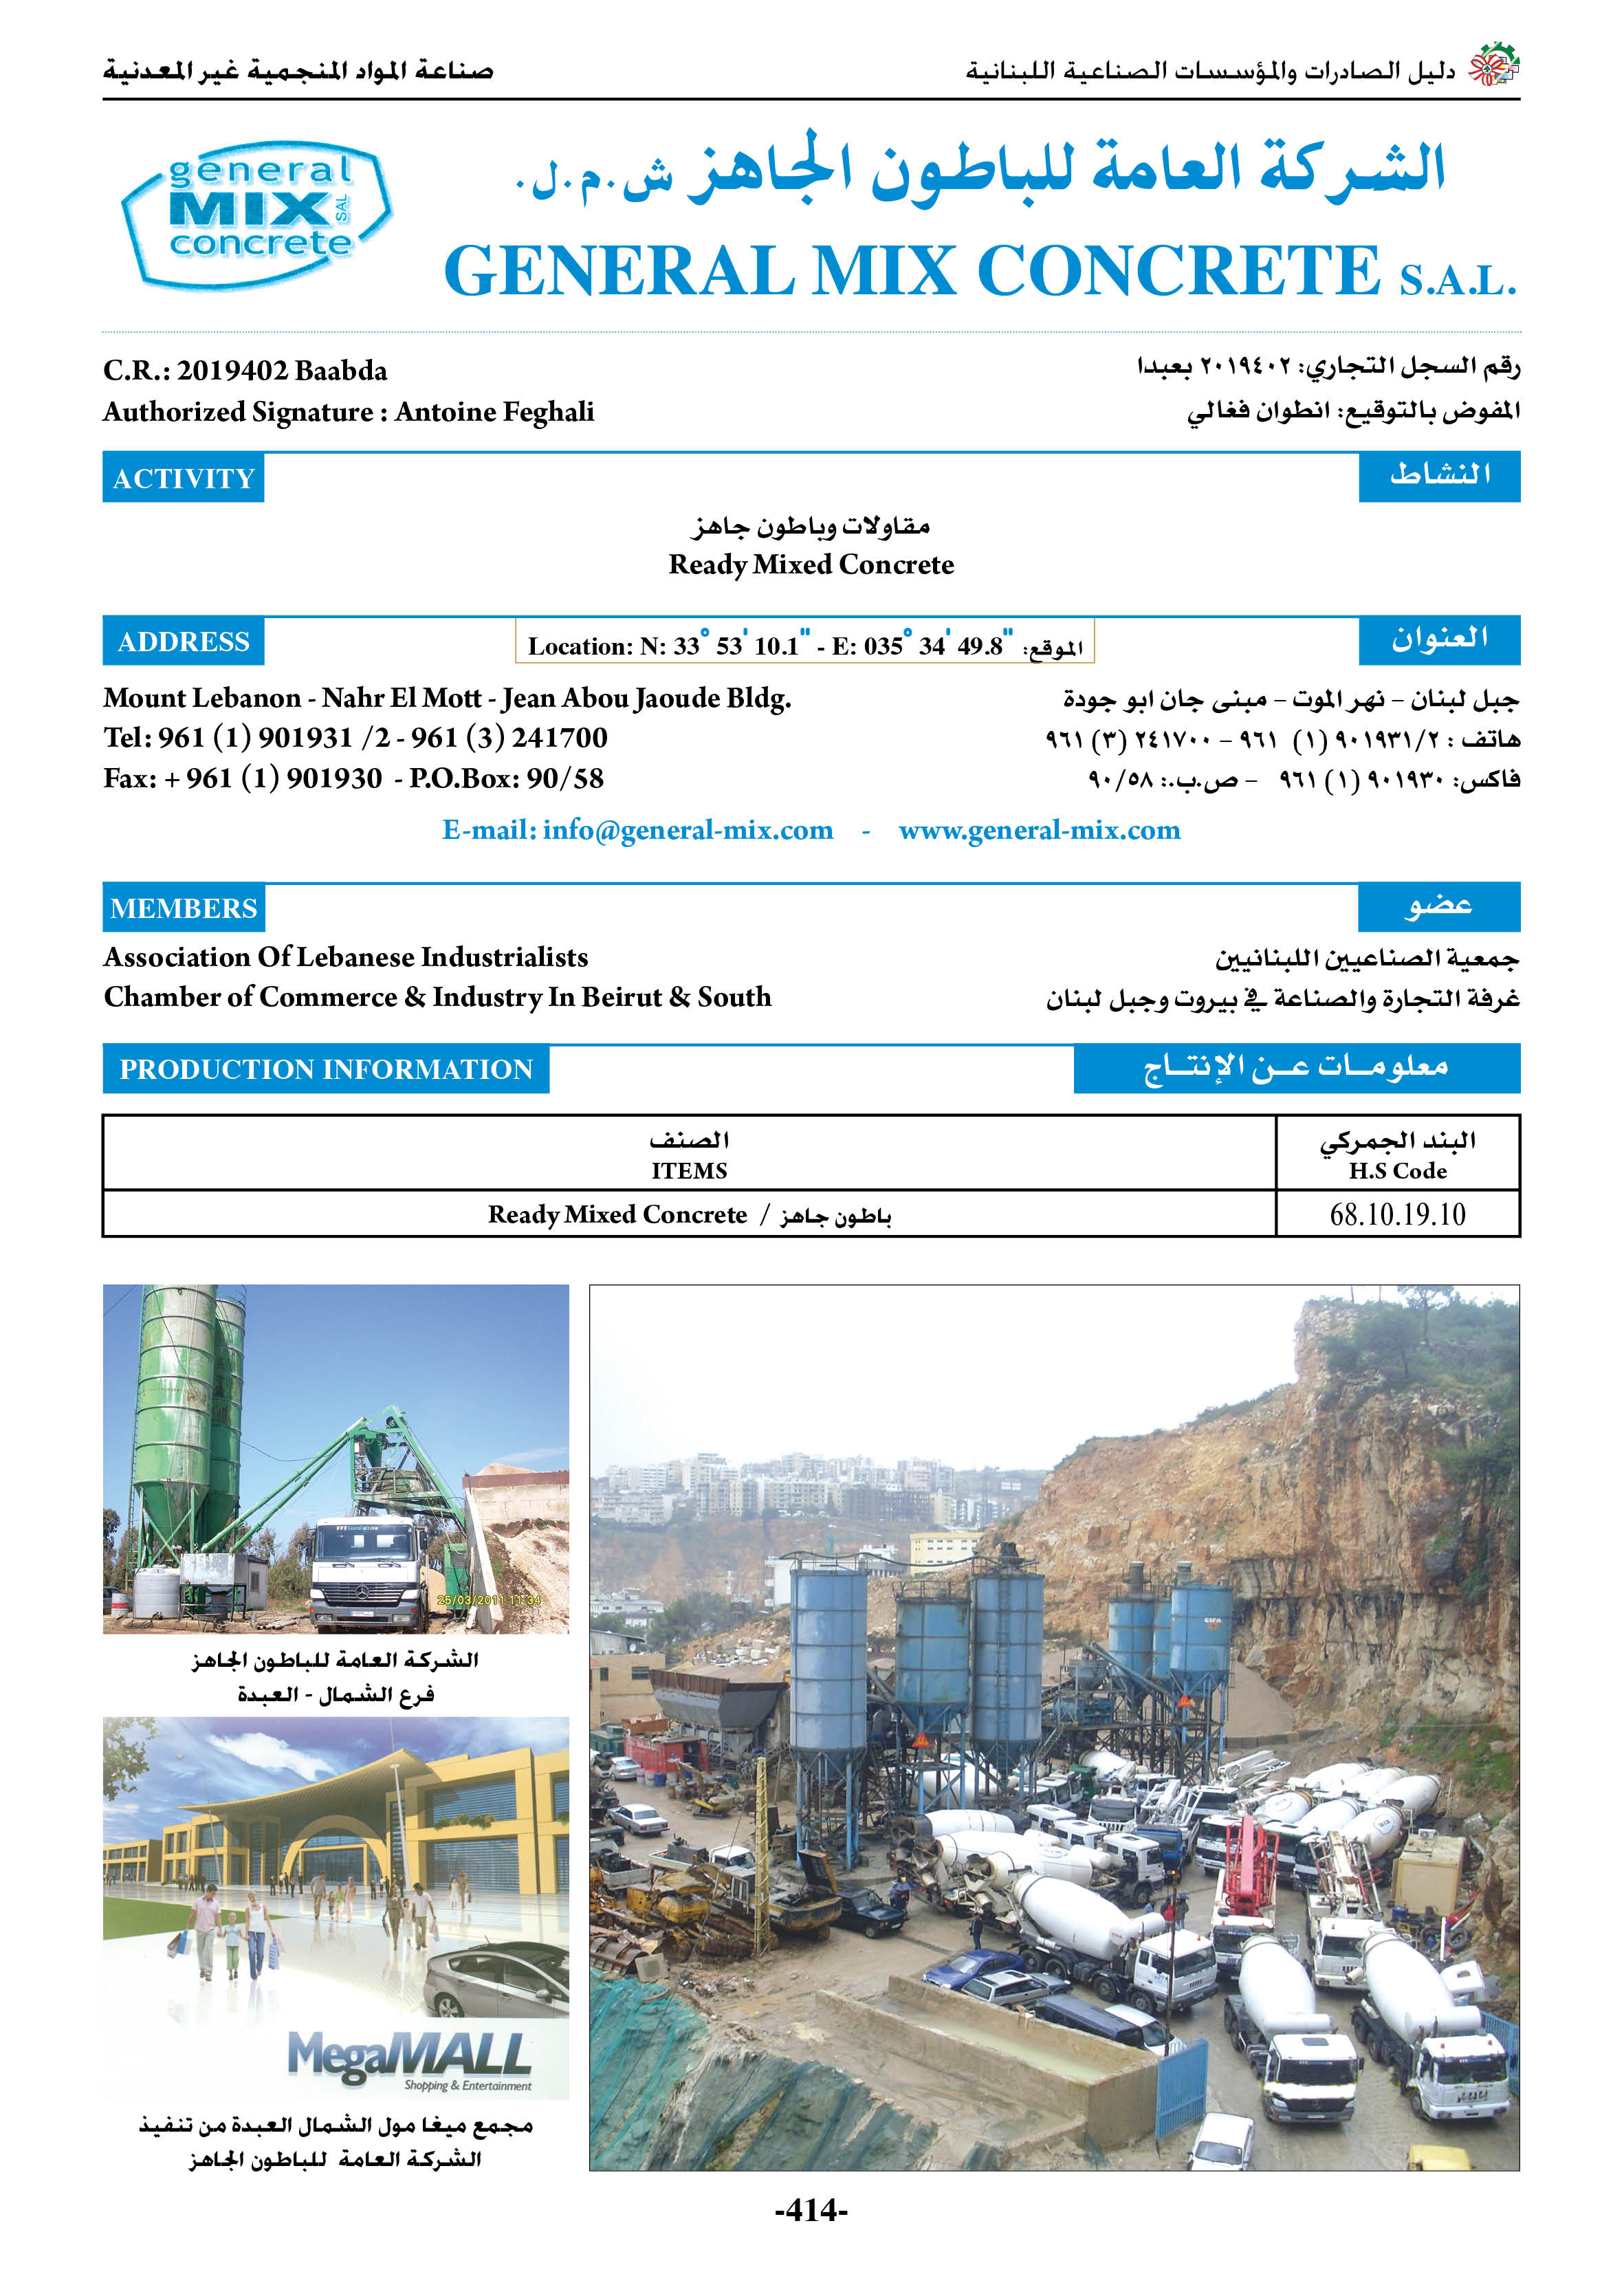 دليل الصادرات والمؤسسات الصناعية اللبنانية
صناعة المواد المنجمية غير المعدنية
general
MIX SAL
concrete
الشركة العامة للباطون الجاهز ش.م.ل.
GENERAL MIX CONCRETE S.A.L.
C.R.: 2019402 Baabda
رقم السجل التجاري: ٢٠١٩٤٠٢ بعبدا
Authorized Signature : Antoine Feghali
المفوض بالتوقيع: انطوان فغالي
ACTIVITY
النشاط
مقاولات وباطون جاهز
Ready Mixed Concrete
ADDRESS
Location: N: 33° 53' 10.1" - E: 035° 34' 49.8" الموقع:
العنوان
Mount Lebanon - Nahr El Mott - Jean Abou Jaoude Bldg.
جبل لبنان – نهر الموت – مبنى جان ابو جودة
Tel: 961 (1) 901931 /2 - 961 (3) 241700
هاتف : ٩٠١٩٣١/٢ (١) ٩٦١ – ٢٤١٧٠٠ (٣) ٩٦١
Fax: + 961 (1) 901930 - P.O.Box: 90/58
فاكس: ٩٠١٩٣٠ (١) ٩٦١ – ص.ب.: ٩٠/٥٨
E-mail: info@general-mix.com - www.general-mix.com
MEMBERS
عضو
Association Of Lebanese Industrialists
جمعية الصناعيين اللبنانيين
Chamber of Commerce & Industry In Beirut & South
غرفة التجارة والصناعة في بيروت وجبل لبنان
PRODUCTION INFORMATION
معلومـات عـن الإنتـاج
الصنف
ITEMS
البند الجمركي
H.S Code
Ready Mixed Concrete / باطون جاهز
68.10.19.10
25/03/2011 11:34
الشركة العامة للباطون الجاهز
فرع الشمال - العبدة
MegaMALL
Shopping & Entertainment
مجمع ميغا مول الشمال العبدة من تنفيذ
الشركة العامة للباطون الجاهز
CIFA
-414-